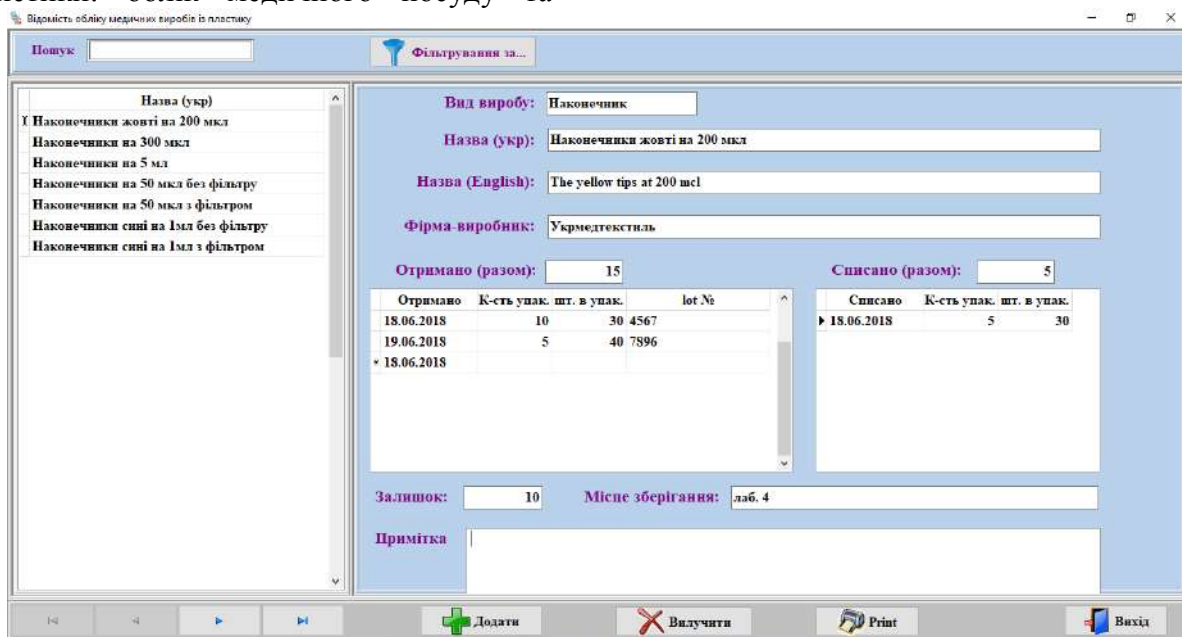 облік медичного посуду та
Відомість обліку медичних виробів із пластику
Пошук
Фільтрування за...
Назва (укр)
Наконечники жовті на 200 мкл
Наконечники на 300 мкл
Наконечники на 5 мл
Наконечники на 50 мкл без фільтру
Наконечники на 50 мкл з фільтром
Наконечники сині на 1мл без фільтру
Наконечники сині на 1мл з фільтром
Вид виробу: Наконечник
Назва (укр): Наконечники жовті на 200 мкл
Назва (English): The yellow tips at 200 mcl
Фірма-виробник: Укрмедтекстиль
Отримано (разом): 15 Списано (разом): 5
Отримано К-сть упак. шт. в упак. lot № Списано К-сть упак. шт. в упак.
18.06.2018 10 30 4567 18.06.2018 5 30
19.06.2018 5 40 7896
18.06.2018
Залишок: 10 Місце зберігання: лаб. 4
Примітка
Додати Вилучити Print Вихід